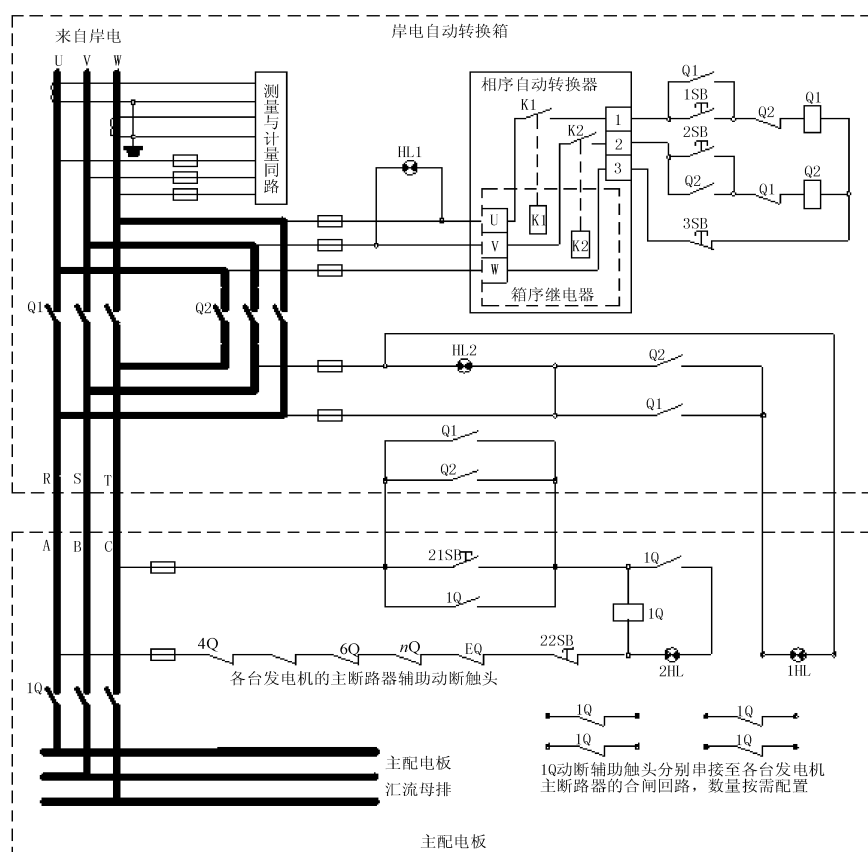 来自岸电
岸电自动转换箱
U V W
测量与计量同路
相序自动转换器
K1
K2
1
2
3
Q1
1SB
2SB
Q2
Q1
Q2
Q1
Q2
3SB
HL1
U
V
W
K1
K2
箱序继电器
Q1
Q2
HL2
Q2
Q1
Q1
Q2
R S T
A B C
21SB
1Q
1Q
1Q
4Q
6Q
nQ
EQ
22SB
2HL
1HL
各台发电机的主断路器辅助动断触头
1Q
1Q
1Q
1Q
1Q
1Q动断辅助触头分别串接至各台发电机
主断路器的合闸回路，数量按需配置
主配电板
汇流母排
主配电板